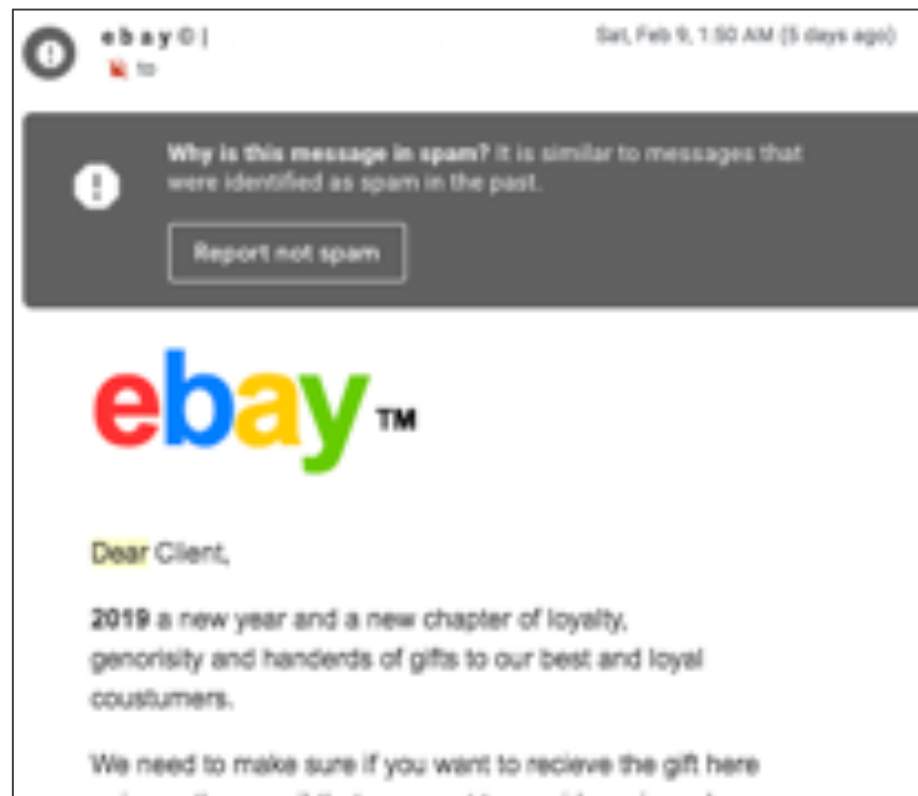 e b a y © |
Sat, Feb 9, 1:50 AM (5 days ago)
to
Why is this message in spam? It is similar to messages that
were identified as spam in the past.
Report not spam
ebay TM
Dear Client,
2019 a new year and a new chapter of loyalty,
genorisity and handerds of gifts to our best and loyal
coustumers.
We need to make sure if you want to recieve the gift here